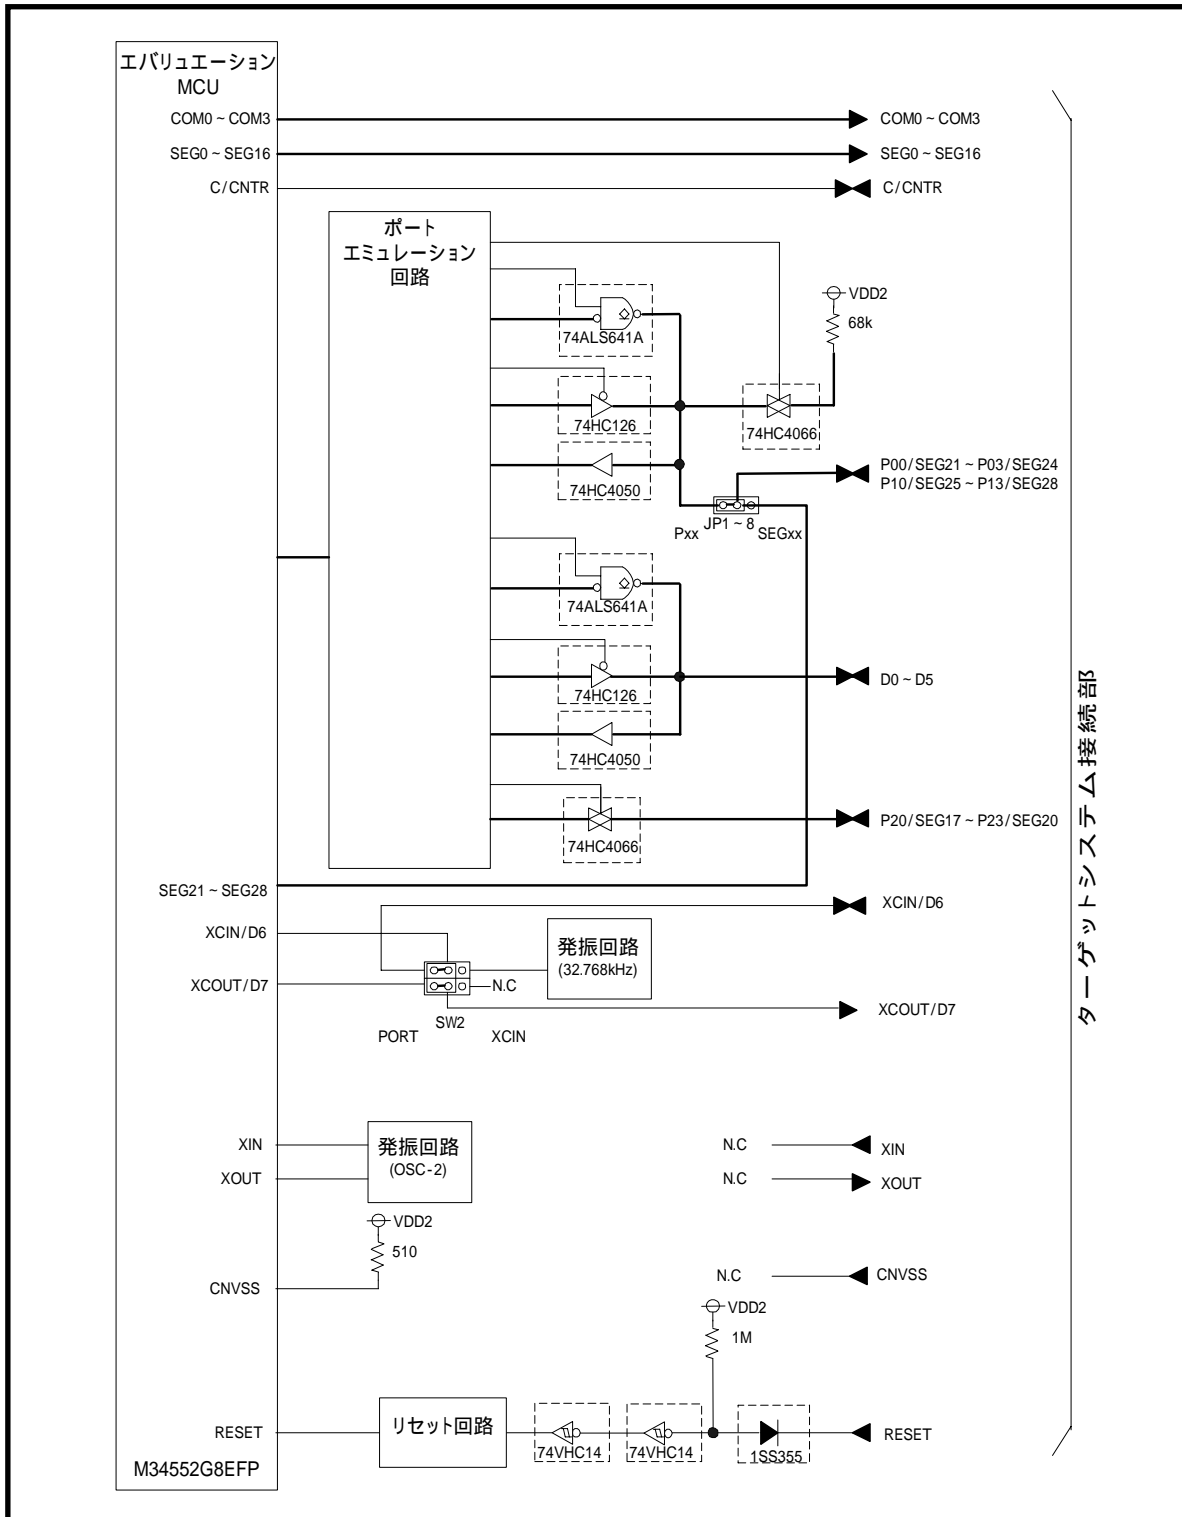 エバリュエーション
MCU
COM0 ~ COM3
COM0 ~ COM3
SEG0 ~ SEG16
SEG0 ~ SEG16
C/CNTR
C/CNTR
ポート
エミュレーション
回路
VDD2
68k
74ALS641A
74HC126
74HC4066
74HC4050
P00/SEG21 ~ P03/SEG24
P10/SEG25 ~ P13/SEG28
Pxx
JP1 ~ 8
SEGxx
74ALS641A
74HC126
D0 ~ D5
74HC4050
74HC4066
P20/SEG17 ~ P23/SEG20
SEG21 ~ SEG28
XCIN/D6
XCIN/D6
発振回路
(32.768kHz)
XCOUT/D7
N.C
SW2
PORT
XCIN
XCOUT/D7
ターゲットシステム接続部
XIN
発振回路
(OSC-2)
N.C
XIN
XOUT
N.C
XOUT
VDD2
510
CNVSS
N.C
CNVSS
VDD2
1M
RESET
リセット回路
74VHC14
74VHC14
1SS355
RESET
M34552G8EFP